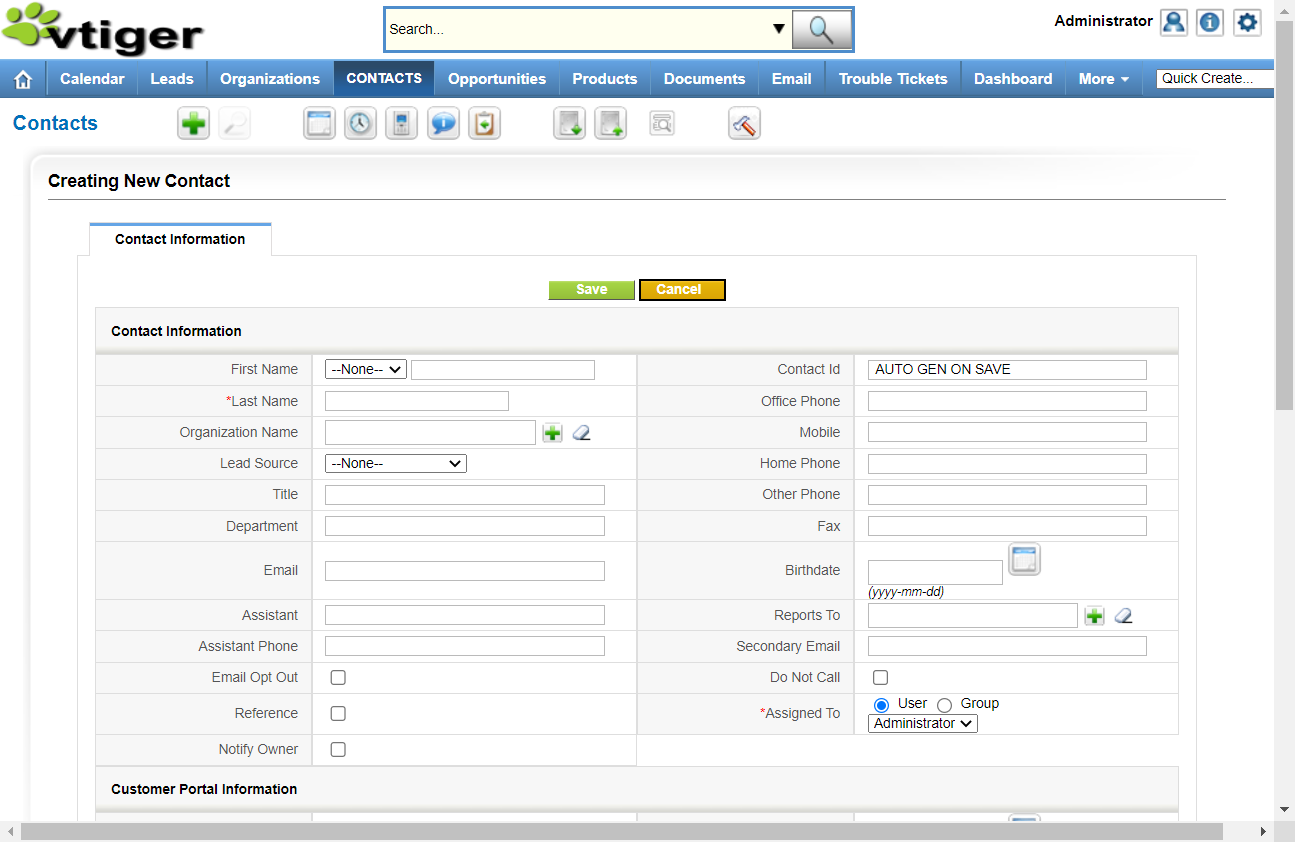 vtiger
Search...
Administrator
Calendar Leads Organizations CONTACTS Opportunities Products Documents Email Trouble Tickets Dashboard More Quick Create...
Contacts
Creating New Contact
Contact Information
Save Cancel
Contact Information
First Name --None-- Contact Id AUTO GEN ON SAVE
*Last Name Office Phone
Organization Name Mobile
Lead Source --None-- Home Phone
Title Other Phone
Department Fax
Email Birthdate
(yyyy-mm-dd)
Assistant Reports To
Assistant Phone Secondary Email
Email Opt Out Do Not Call
Reference *Assigned To User Group
Administrator
Notify Owner
Customer Portal Information